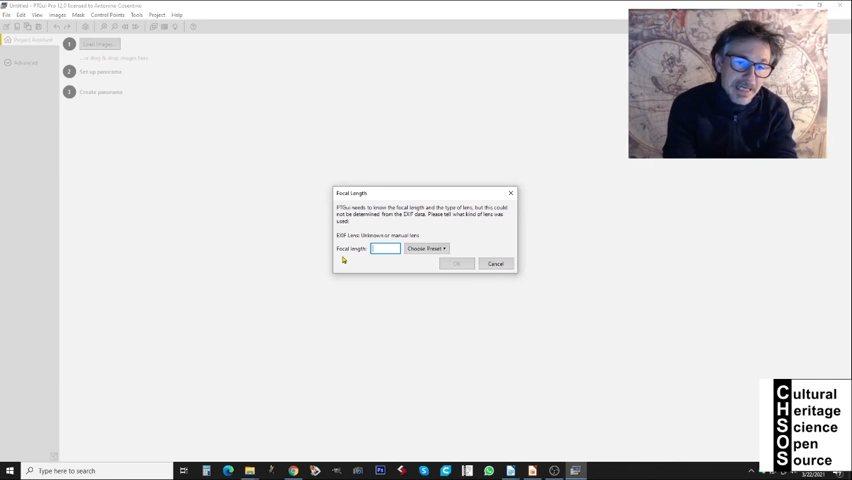 Untitled - PTGui Pro 12.0 licensed to Antonino Cosentino
File Edit View Images Mask Control Points Tools Project Help
Project Assistant
1 Load images...
...or drag & drop images here
Advanced
2 Set up panorama
3 Create panorama
Focal Length
PTGui needs to know the focal length and the type of lens, but this could
not be determined from the EXIF data. Please tell what kind of lens was
used:
EXIF Lens: Unknown or manual lens
Focal length: Choose Preset
OK Cancel
CHSOS
Cultural
Heritage
Science
Open
Source
Type here to search
3/22/2021